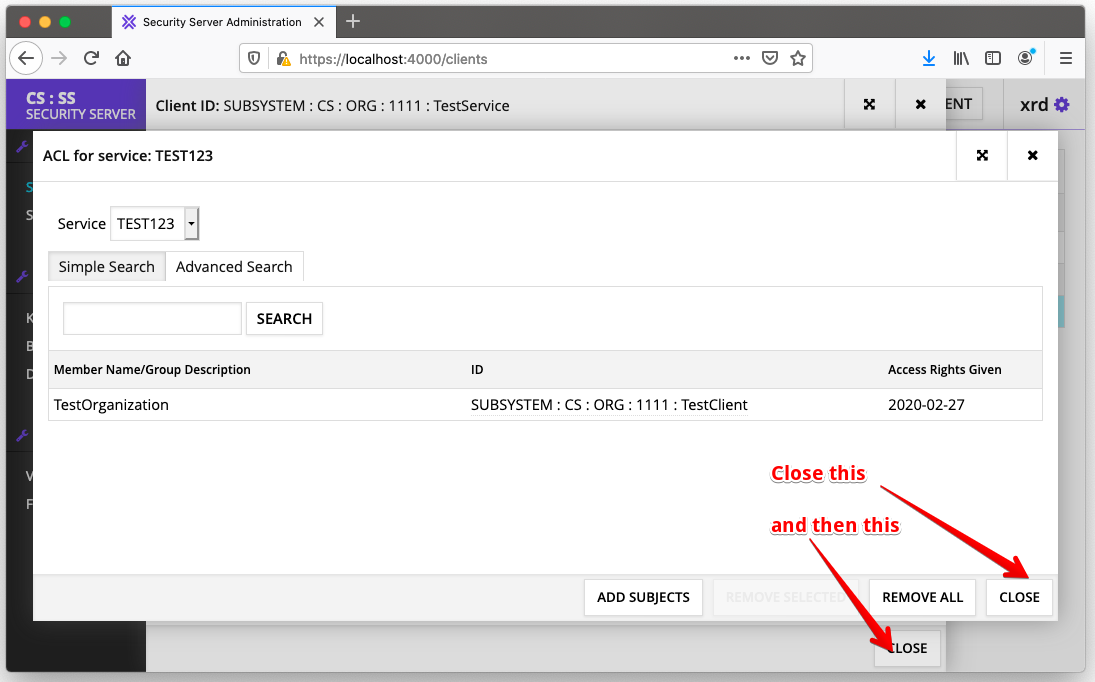 Security Server Administration
https://localhost:4000/clients
CS : SS
SECURITY SERVER
Client ID: SUBSYSTEM : CS : ORG : 1111 : TestService
ENT
xrd
ACL for service: TEST123
S
S
K
B
D
V
F
Service TEST123
Simple Search Advanced Search
SEARCH
Member Name/Group Description ID Access Rights Given
TestOrganization SUBSYSTEM : CS : ORG : 1111 : TestClient 2020-02-27
Close this
and then this
ADD SUBJECTS REMOVE SELECTED REMOVE ALL CLOSE
CLOSE